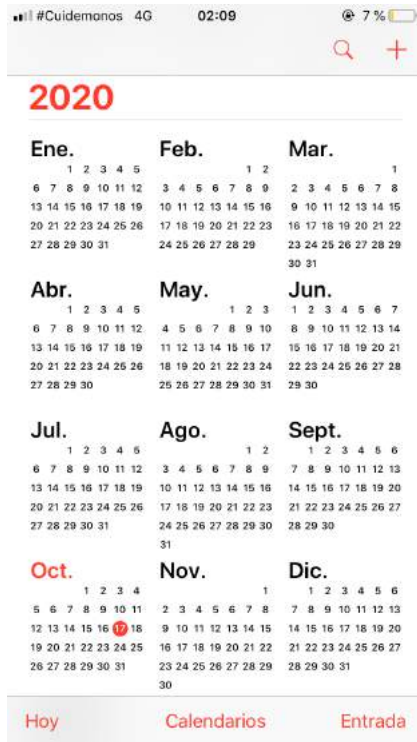 #Cuidemonos 4G 02:09 7 %
2020
Ene.
1 2 3 4 5
6 7 8 9 10 11 12
13 14 15 16 17 18 19
20 21 22 23 24 25 26
27 28 29 30 31
Feb.
1 2
3 4 5 6 7 8 9
10 11 12 13 14 15 16
17 18 19 20 21 22 23
24 25 26 27 28 29
Mar.
1
2 3 4 5 6 7 8
9 10 11 12 13 14 15
16 17 18 19 20 21 22
23 24 25 26 27 28 29
30 31
Abr.
1 2 3 4 5
6 7 8 9 10 11 12
13 14 15 16 17 18 19
20 21 22 23 24 25 26
27 28 29 30
May.
1 2 3
4 5 6 7 8 9 10
11 12 13 14 15 16 17
18 19 20 21 22 23 24
25 26 27 28 29 30 31
Jun.
1 2 3 4 5 6 7
8 9 10 11 12 13 14
15 16 17 18 19 20 21
22 23 24 25 26 27 28
29 30
Jul.
1 2 3 4 5
6 7 8 9 10 11 12
13 14 15 16 17 18 19
20 21 22 23 24 25 26
27 28 29 30 31
Ago.
1 2
3 4 5 6 7 8 9
10 11 12 13 14 15 16
17 18 19 20 21 22 23
24 25 26 27 28 29 30
31
Sept.
1 2 3 4 5 6
7 8 9 10 11 12 13
14 15 16 17 18 19 20
21 22 23 24 25 26 27
28 29 30
Oct.
1 2 3 4
5 6 7 8 9 10 11
12 13 14 15 16 17 18
19 20 21 22 23 24 25
26 27 28 29 30 31
Nov.
1
2 3 4 5 6 7 8
9 10 11 12 13 14 15
16 17 18 19 20 21 22
23 24 25 26 27 28 29
30
Dic.
1 2 3 4 5 6
7 8 9 10 11 12 13
14 15 16 17 18 19 20
21 22 23 24 25 26 27
28 29 30 31
Hoy Calendarios Entrada